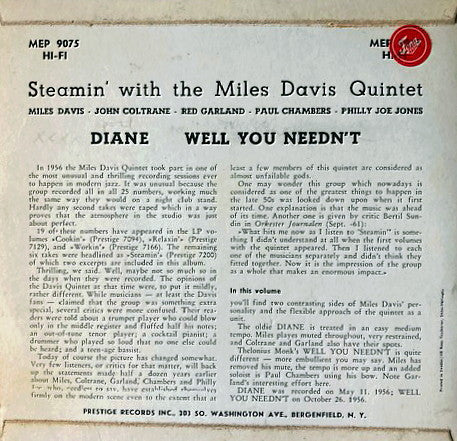 MEP 9075
HI-FI
MEP
Steamin' with the Miles Davis Quintet
MILES DAVIS - JOHN COLTRANE - RED GARLAND - PAUL CHAMBERS - PHILLY JOE JONES
DIANE WELL YOU NEEDN'T
In 1956 the Miles Davis Quintet took part in one of
the most unusual and thrilling recording sessions ever
to happen in modern jazz. It was unusual because the
group recorded all in all 25 numbers, working much
the same way they would on a night club stand.
Hardly any second takes were taped which in a way
proves that the atmosphere in the studio was just
about perfect.
19 of these numbers have appeared in the LP vo-
lumes »Cookin'» (Prestige 7094), »Relaxin'» (Prestige
7129), and »Workin'» (Prestige 7166). The remaining
six takes were headlined as »Steamin'» (Prestige 7200)
of which two excerpts are included in this album.
Thrilling, we said. Well, maybe not so much so in
the days when they were recorded. The opinions of
the Davis Quintet at that time were, to put it mildly,
rather different. While musicians — at least the Davis
fans — claimed that the group was something extra
special, several critics were more confused. Their rea-
ders were told about a trumpet player who could blow
only in the middle register and fluffed half his notes;
an out-of-tune tenor player; a cocktail pianist; a
drummer who played so loud that no one else could
be heard; and a teen-age bassist.
Today of course the picture has changed somewhat.
Very few listeners, or critics for that matter, will back
up the statements made half a dozen years earlier
about Miles, Coltrane, Garland, Chambers and Philly
Joe who, needless to say, have established themselves
firmly on the modern scene even to the extent that at
least a few members of this quintet are considered as
almost unfailable gods.
One may wonder this group which nowadays is
considered as one of the greatest things to happen in
the late 50s was looked down upon when it first
started. One explanation is that the music was ahead
of its time. Another one is given by critic Bertil Sun-
din in Orkester Journalen (Sept. -61):
»What hits me now as I listen to "Steamin'" is some-
thing I didn't understand at all when the first volumes
with the quintet appeared. Then I listened to each
one of the musicians separately and didn't think they
fitted together. Now it is the impression of the group
as a whole that makes an enormous impact.»
In this volume
you'll find two contrasting sides of Miles Davis' per-
sonality and the flexible approach of the quintet as a
unit.
The oldie DIANE is treated in an easy medium
tempo. Miles plays muted throughout, very restrained,
and Coltrane and Garland also have their spots.
Thelonius Monk's WELL YOU NEEDN'T is quite
different — more embullient you may say. Miles has
removed his mute, the tempo is more up and an added
soloist is Paul Chambers using his bow. Note Gar-
land's interesting effort here.
DIANE was recorded on May 11, 1956; WELL
YOU NEEDN'T on October 26, 1956.
PRESTIGE RECORDS INC., 203 SO. WASHINGTON AVE., BERGENFIELD, N. Y.